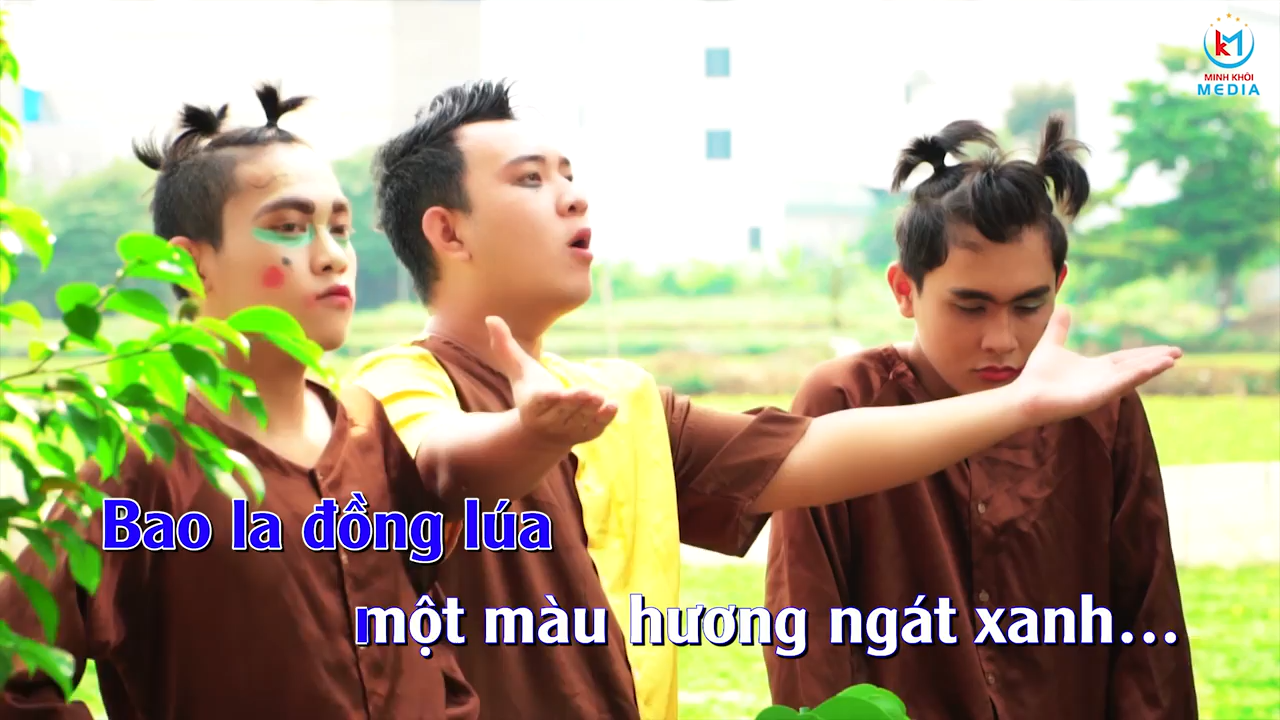 MINH KHÔI
MEDIA
Bao la đồng lúa
một màu hương ngát xanh...